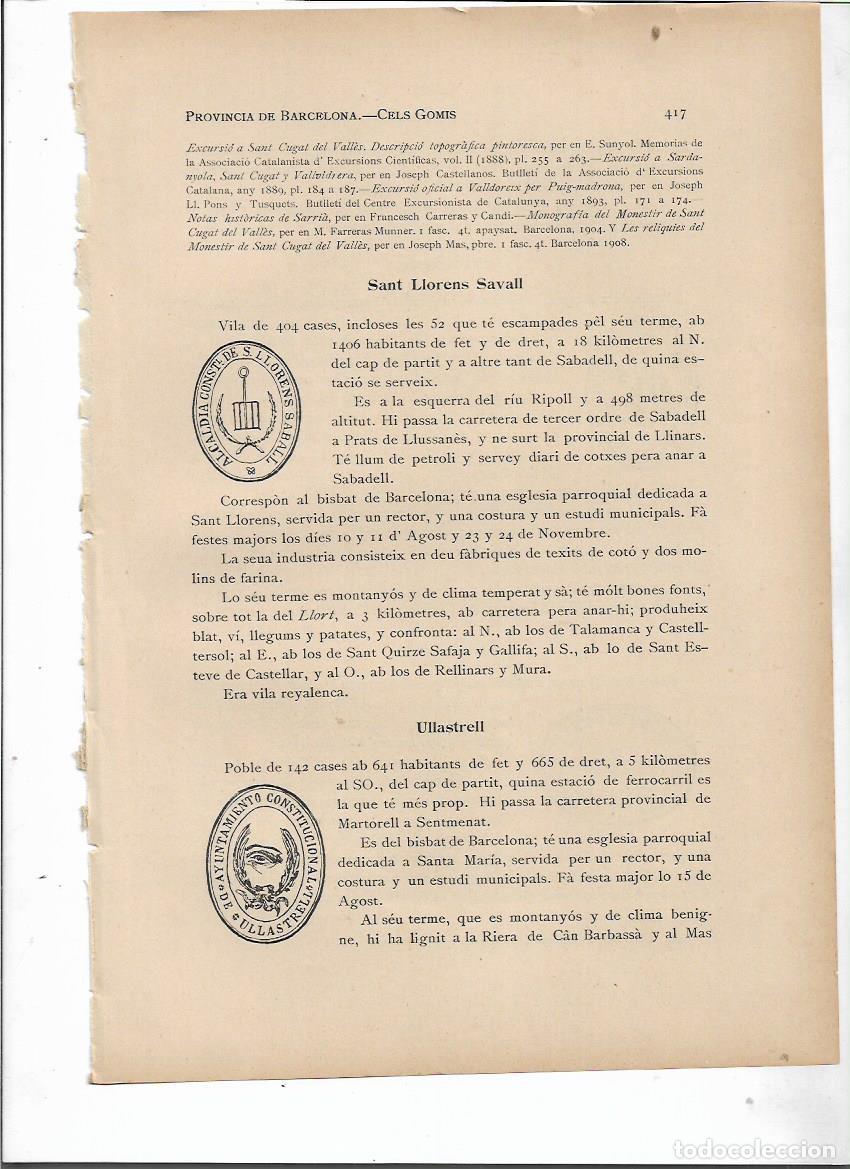 PROVINCIA DE BARCELONA.—CELS GOMIS 417
Excursió a Sant Cugat del Vallès. Descripció topogràfica pintoresca, per en E. Sunyol. Memorias de
la Associació Catalanista d' Excursions Científicas, vol. II (1888), pl. 255 a 263.—Excursió a Sarda-
nyola, Sant Cugat y Vallvidrera, per en Joseph Castellanos. Butlletí de la Associació d' Excursions
Catalana, any 1889, pl. 184 a 187.—Excursió oficial a Valldoreix per Puig-madrona, per en Joseph
Ll. Pons y Tusquets. Butlletí del Centre Excursionista de Catalunya, any 1893, pl. 171 a 174.—
Notas històricas de Sarrià, per en Francesch Carreras y Candi.—Monografía del Monestir de Sant
Cugat del Vallès, per en M. Farreras Munner. 1 fasc. 4t. apaysat. Barcelona, 1904. Y Les reliquies del
Monestir de Sant Cugat del Vallès, per en Joseph Mas, pbre. 1 fasc. 4t. Barcelona 1908.
Sant Llorens Savall
Vila de 404 cases, incloses les 52 que té escampades pèl séu terme, ab
1406 habitants de fet y de dret, a 18 kilòmetres al N.
del cap de partit y a altre tant de Sabadell, de quina es-
tació se serveix.
Es a la esquerra del ríu Ripoll y a 498 metres de
altitut. Hi passa la carretera de tercer ordre de Sabadell
a Prats de Llussanès, y ne surt la provincial de Llinars.
Té llum de petroli y servey diari de cotxes pera anar a
Sabadell.
ALCALDIA CONSTL. DE S. LLORENS SABALL
Correspòn al bisbat de Barcelona; té una esglesia parroquial dedicada a
Sant Llorens, servida per un rector, y una costura y un estudi municipals. Fà
festes majors los díes 10 y 11 d' Agost y 23 y 24 de Novembre.
La seua industria consisteix en deu fàbriques de texits de cotó y dos mo-
lins de farina.
Lo séu terme es montanyós y de clima temperat y sà; té mólt bones fonts,
sobre tot la del Llort, a 3 kilòmetres, ab carretera pera anar-hi; produheix
blat, ví, llegums y patates, y confronta: al N., ab los de Talamanca y Castell-
tersol; al E., ab los de Sant Quirze Safaja y Gallifa; al S., ab lo de Sant Es-
teve de Castellar, y al O., ab los de Rellinars y Mura.
Era vila reyalenca.
Ullastrell
Poble de 142 cases ab 641 habitants de fet y 665 de dret, a 5 kilòmetres
al SO., del cap de partit, quina estació de ferrocarril es
la que té més prop. Hi passa la carretera provincial de
Martorell a Sentmenat.
Es del bisbat de Barcelona; té una esglesia parroquial
dedicada a Santa María, servida per un rector, y una
costura y un estudi municipals. Fà festa major lo 15 de
Agost.
Al séu terme, que es montanyós y de clima benig-
ne, hi ha lignit a la Riera de Càn Barbassà y al Mas
AYUNTAMIENTO CONSTITUCIONAL DE ULLASTRELL
todocoleccion